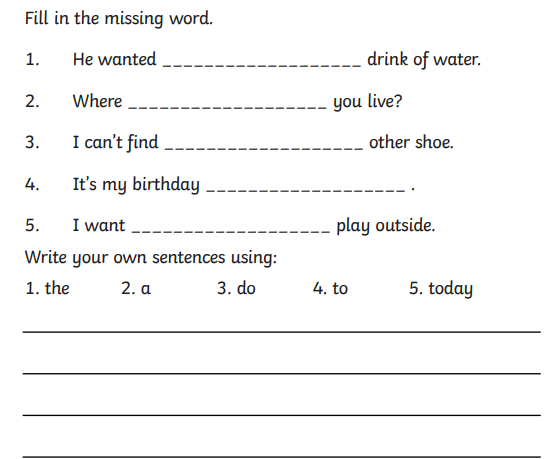 Fill in the missing word.
1. He wanted ___________________ drink of water.
2. Where ___________________ you live?
3. I can't find ___________________ other shoe.
4. It's my birthday ___________________ .
5. I want ___________________ play outside.
Write your own sentences using:
1. the 2. a 3. do 4. to 5. today